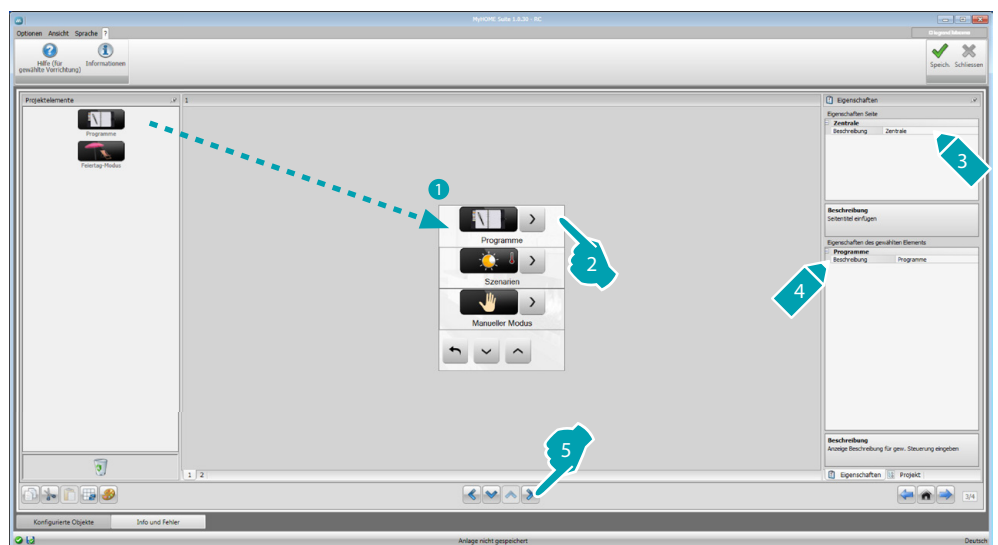 MyHOME Suite 1.0.30 - RC
Optionen Ansicht Sprache ?
Hilfe (für gewählte Vorrichtung)
Informationen
Speich. Schliessen
Projektelemente
Programme
Feiertag-Modus
1
1
Programme
2
Szenarien
Manueller Modus
5
1 2
Eigenschaften
Eigenschaften Seite
Zentrale
Beschreibung Zentrale
3
Beschreibung
Seitentitel einfügen
Eigenschaften des gewählten Elements
Programme
Beschreibung Programme
4
Beschreibung
Anzeige Beschreibung für gew. Steuerung eingeben
Eigenschaften Projekt
3/4
Konfigurierte Objekte Info und Fehler
Anlage nicht gespeichert
Deutsch